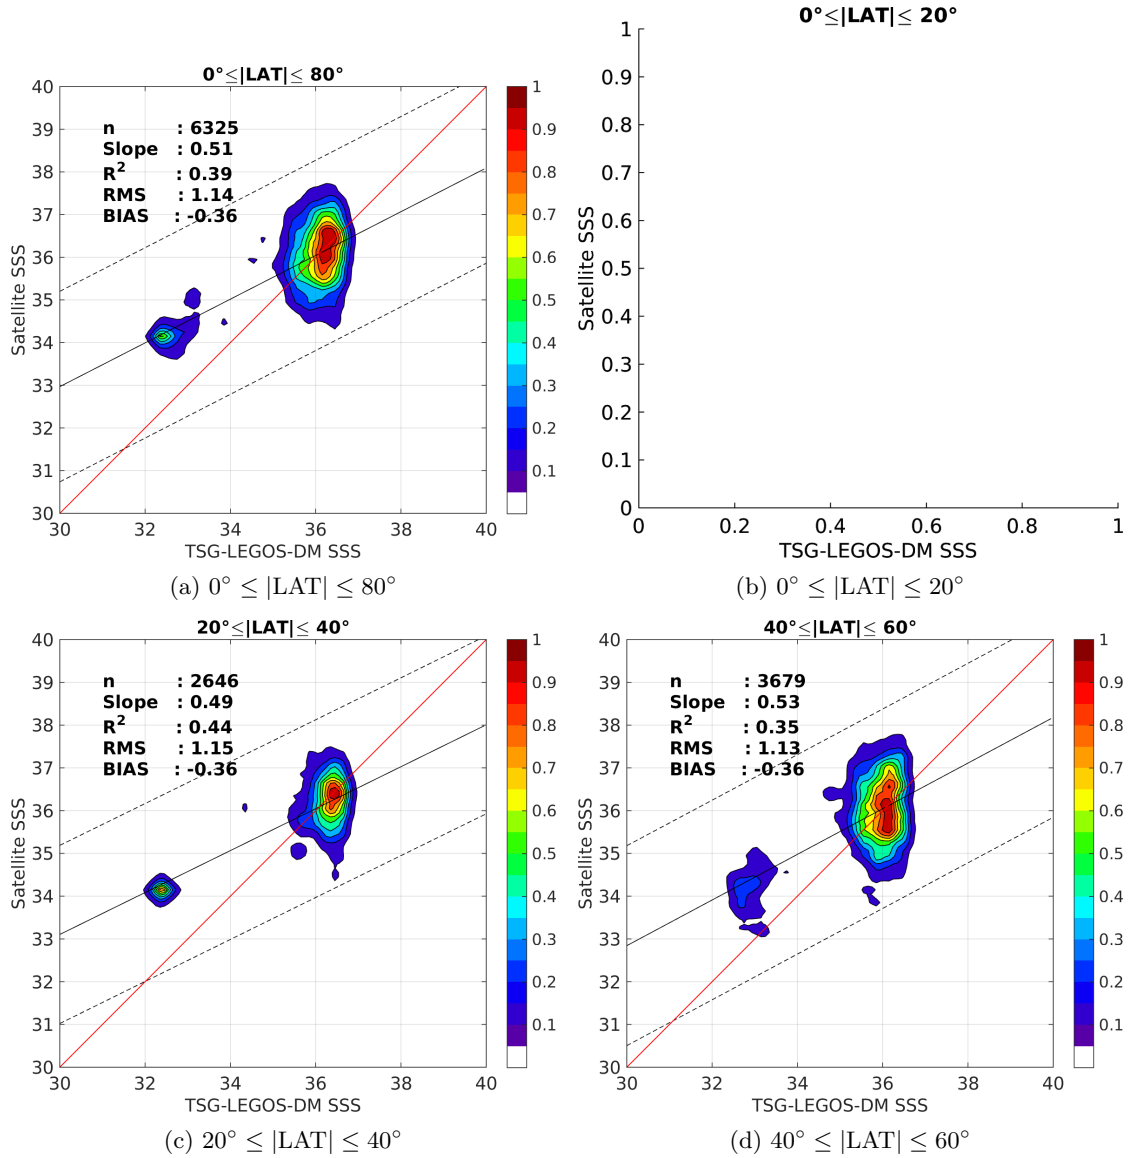 0°≤|LAT|≤ 80°
40
39
38
37
36
35
34
33
32
31
30
Satellite SSS
n : 6325
Slope : 0.51
R² : 0.39
RMS : 1.14
BIAS : -0.36
30 32 34 36 38 40
TSG-LEGOS-DM SSS
1
0.9
0.8
0.7
0.6
0.5
0.4
0.3
0.2
0.1
(a) 0° ≤ |LAT| ≤ 80°
0°≤|LAT|≤ 20°
1
0.9
0.8
0.7
0.6
0.5
0.4
0.3
0.2
0.1
0
Satellite SSS
0 0.2 0.4 0.6 0.8 1
TSG-LEGOS-DM SSS
(b) 0° ≤ |LAT| ≤ 20°
20°≤|LAT|≤ 40°
40
39
38
37
36
35
34
33
32
31
30
Satellite SSS
n : 2646
Slope : 0.49
R² : 0.44
RMS : 1.15
BIAS : -0.36
30 32 34 36 38 40
TSG-LEGOS-DM SSS
1
0.9
0.8
0.7
0.6
0.5
0.4
0.3
0.2
0.1
(c) 20° ≤ |LAT| ≤ 40°
40°≤|LAT|≤ 60°
40
39
38
37
36
35
34
33
32
31
30
Satellite SSS
n : 3679
Slope : 0.53
R² : 0.35
RMS : 1.13
BIAS : -0.36
30 32 34 36 38 40
TSG-LEGOS-DM SSS
1
0.9
0.8
0.7
0.6
0.5
0.4
0.3
0.2
0.1
(d) 40° ≤ |LAT| ≤ 60°